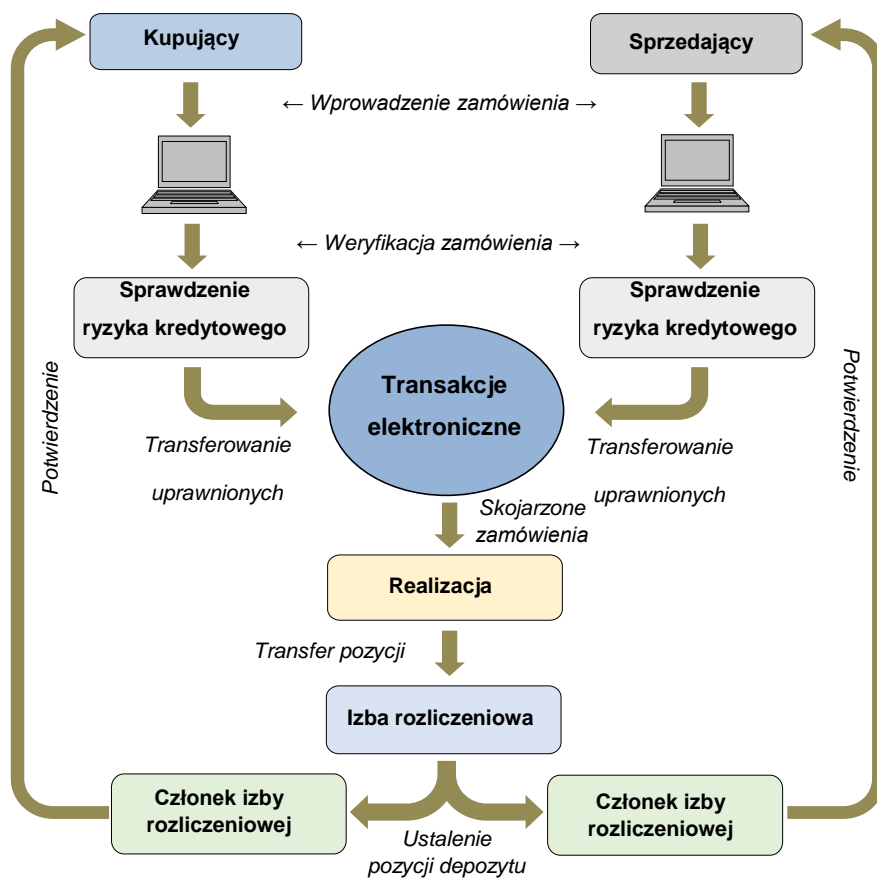 Kupujący
Sprzedający
← Wprowadzenie zamówienia →
← Weryfikacja zamówienia →
Sprawdzenie
ryzyka kredytowego
Sprawdzenie
ryzyka kredytowego
Potwierdzenie
Transakcje
elektroniczne
Potwierdzenie
Transferowanie
uprawnionych
Transferowanie
uprawnionych
Skojarzone
zamówienia
Realizacja
Transfer pozycji
Izba rozliczeniowa
Członek izby
rozliczeniowej
Członek izby
rozliczeniowej
Ustalenie
pozycji depozytu